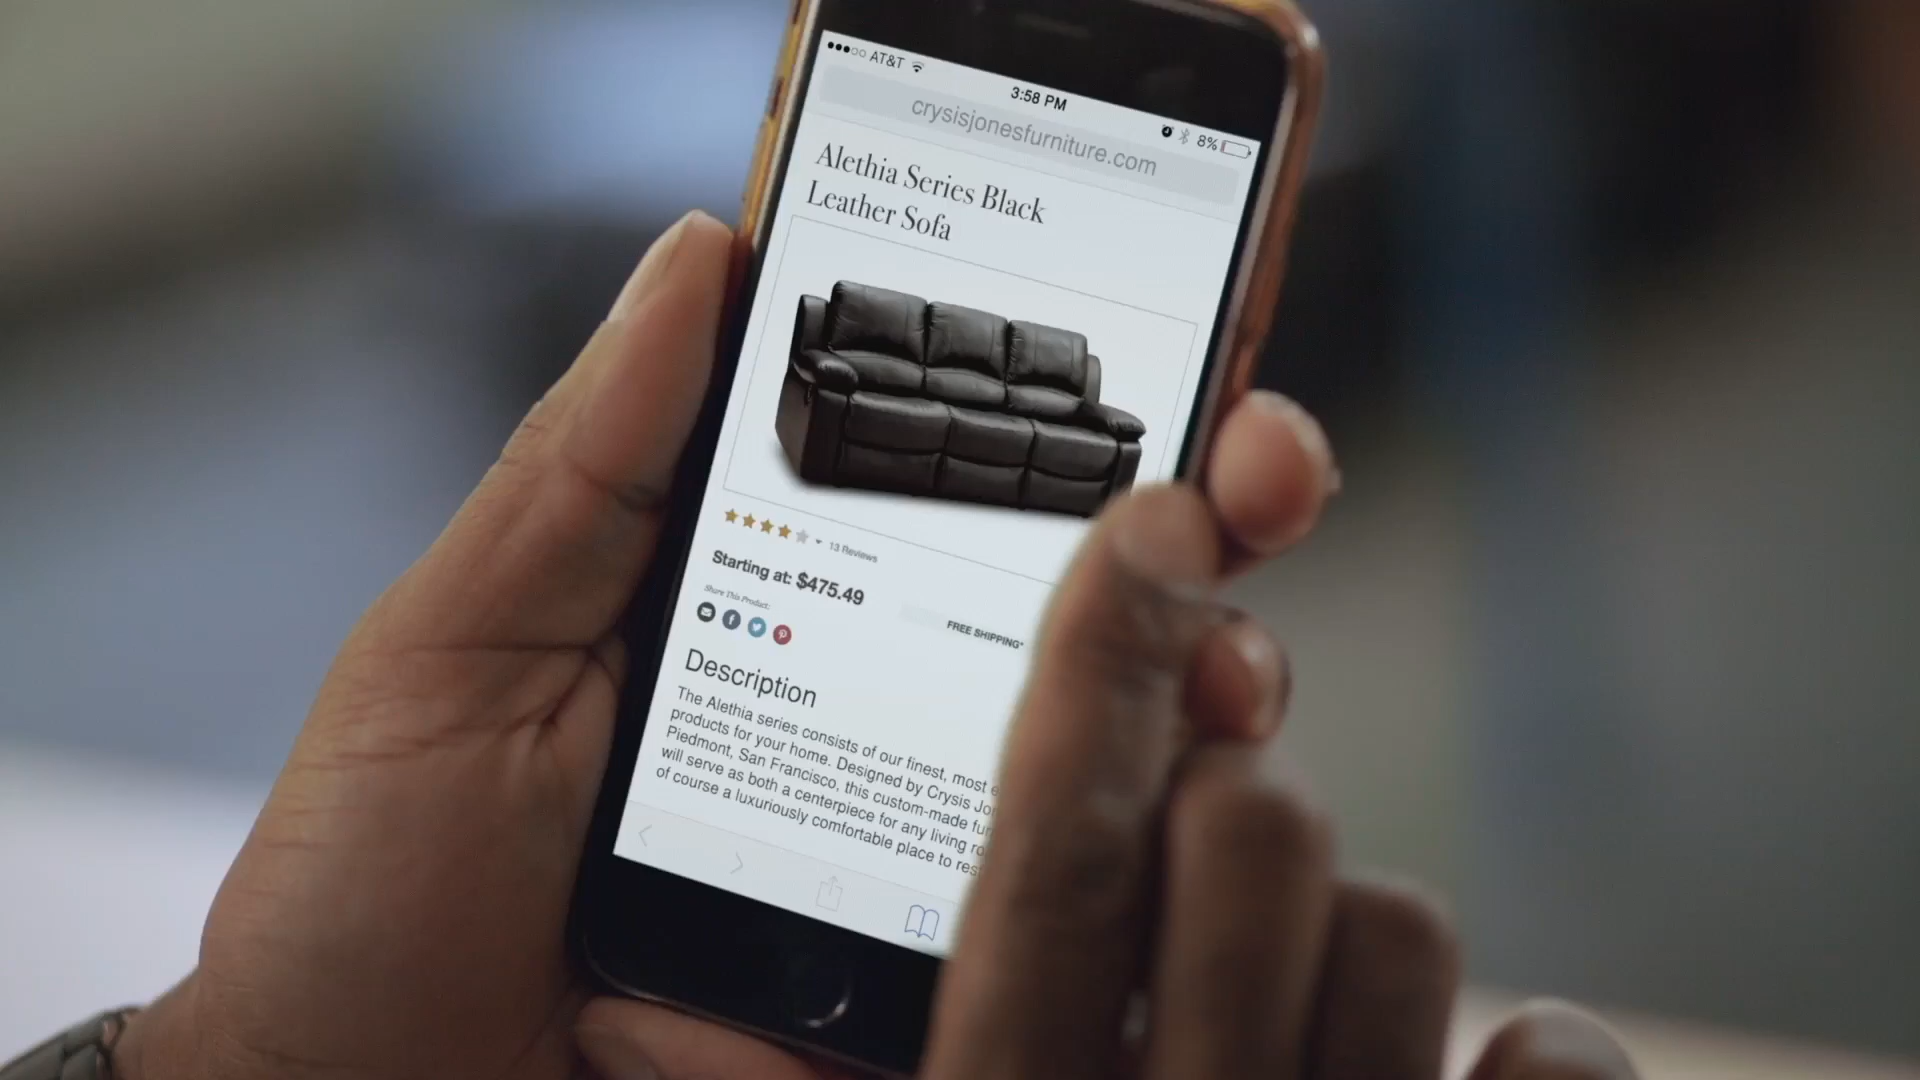 AT&T
3:58 PM
8%
crysisjonesfurniture.com
Alethia Series Black
Leather Sofa
13 Reviews
Starting at: $475.49
Share This Product:
FREE SHIPPING*
Description
The Alethia series consists of our finest, most
products for your home. Designed by Crysis
Piedmont, San Francisco, this custom-made
will serve as both a centerpiece for any living
of course a luxuriously comfortable place to